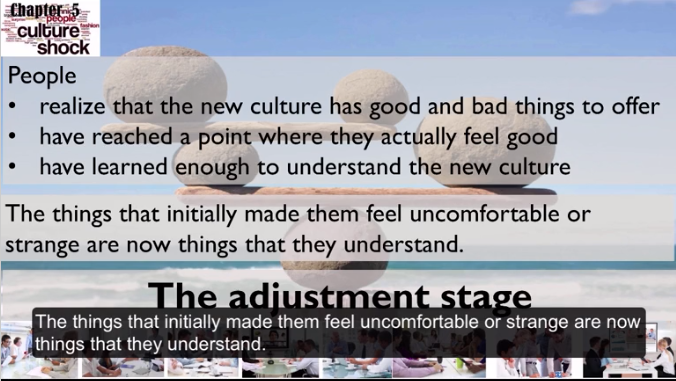 Chapter 5
people
fashion
culture
shock
People
• realize that the new culture has good and bad things to offer
• have reached a point where they actually feel good
• have learned enough to understand the new culture
The things that initially made them feel uncomfortable or
strange are now things that they understand.
The adjustment stage
The things that initially made them feel uncomfortable or strange are now
things that they understand.